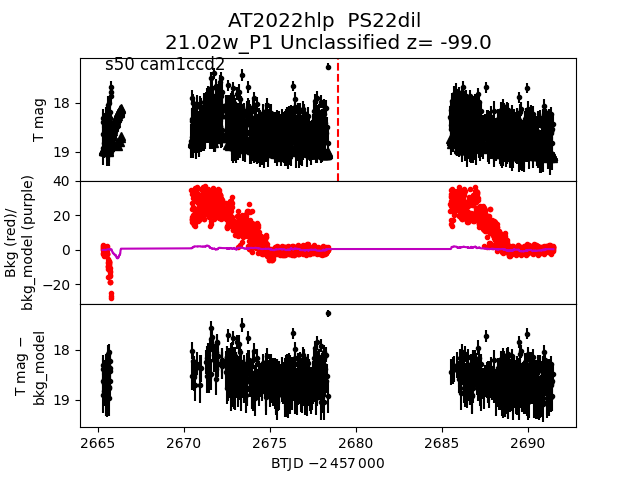 AT2022hlp  PS22dil
21.02w_P1 Unclassified z= -99.0
s50 cam1ccd2
T mag
18
19
Bkg (red)/
bkg_model (purple)
40
20
0
−20
T mag −
bkg_model
18
19
2665 2670 2675 2680 2685 2690
BTJD −2 457 000